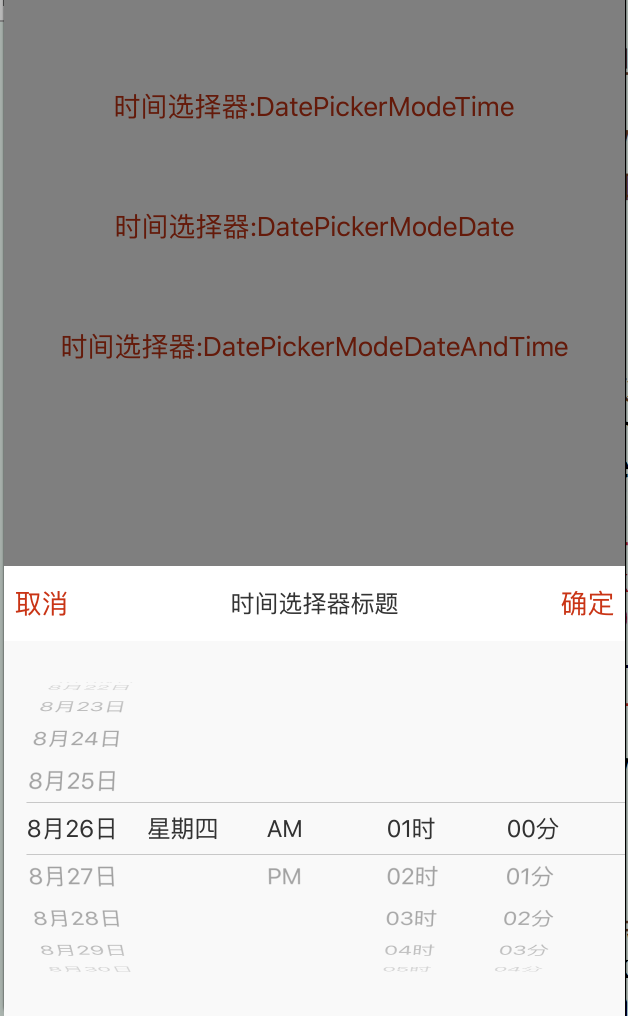 时间选择器:DatePickerModeTime
时间选择器:DatePickerModeDate
时间选择器:DatePickerModeDateAndTime
取消 时间选择器标题 确定
8月22日
8月23日
8月24日
8月25日
8月26日 星期四 AM 01时 00分
8月27日 PM 02时 01分
8月28日 03时 02分
8月29日 04时 03分
8月30日 05时 04分